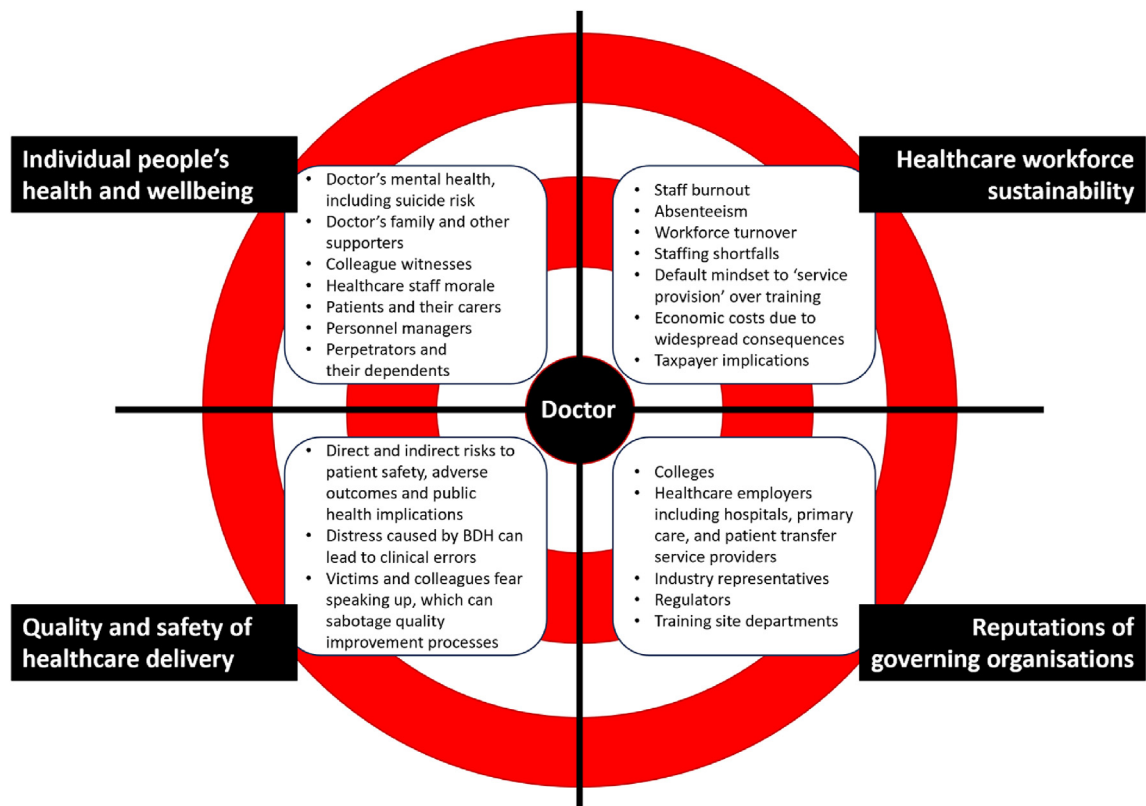 Individual people's
health and wellbeing
• Doctor's mental health,
including suicide risk
• Doctor's family and other
supporters
• Colleague witnesses
• Healthcare staff morale
• Patients and their carers
• Personnel managers
• Perpetrators and
their dependents
Healthcare workforce
sustainability
• Staff burnout
• Absenteeism
• Workforce turnover
• Staffing shortfalls
• Default mindset to ‘service
provision’ over training
• Economic costs due to
widespread consequences
• Taxpayer implications
Doctor
• Direct and indirect risks to
patient safety, adverse
outcomes and public
health implications
• Distress caused by BDH can
lead to clinical errors
• Victims and colleagues fear
speaking up, which can
sabotage quality
improvement processes
Quality and safety of
healthcare delivery
• Colleges
• Healthcare employers
including hospitals, primary
care, and patient transfer
service providers
• Industry representatives
• Regulators
• Training site departments
Reputations of
governing organisations